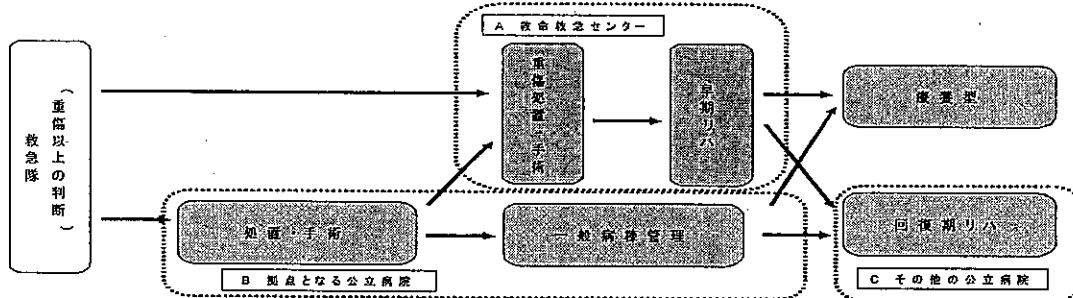 A 救命救急センター
救急隊
(重傷以上の判断)
重傷処置・手術
早期リハ
療養型
処置・手術
一般病棟管理
回復期リハ
B 拠点となる公立病院
C その他の公立病院